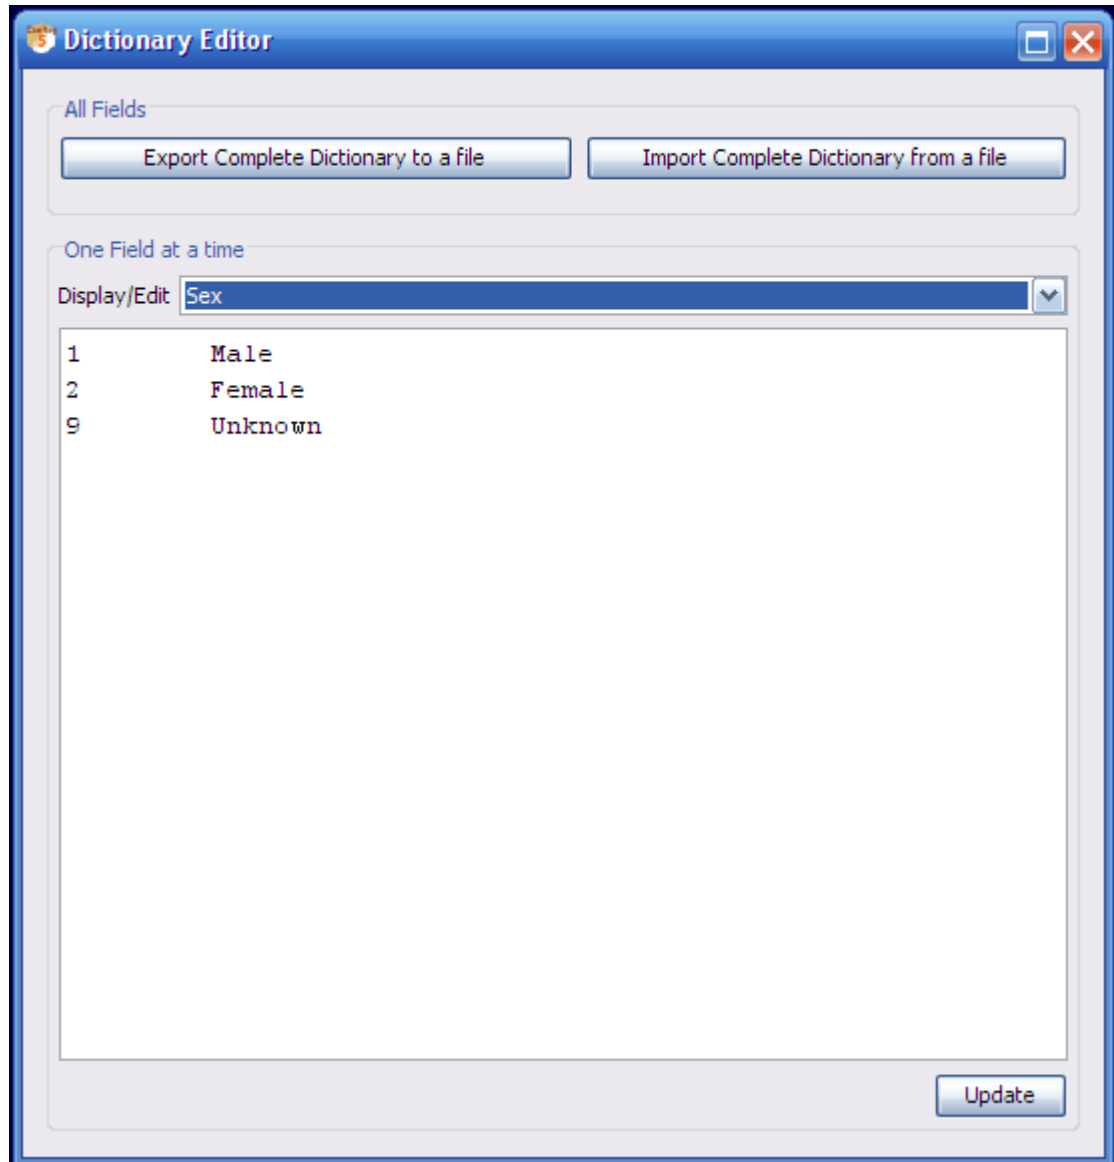 Dictionary Editor
All Fields
Export Complete Dictionary to a file Import Complete Dictionary from a file
One Field at a time
Display/Edit Sex
1 Male
2 Female
9 Unknown
Update